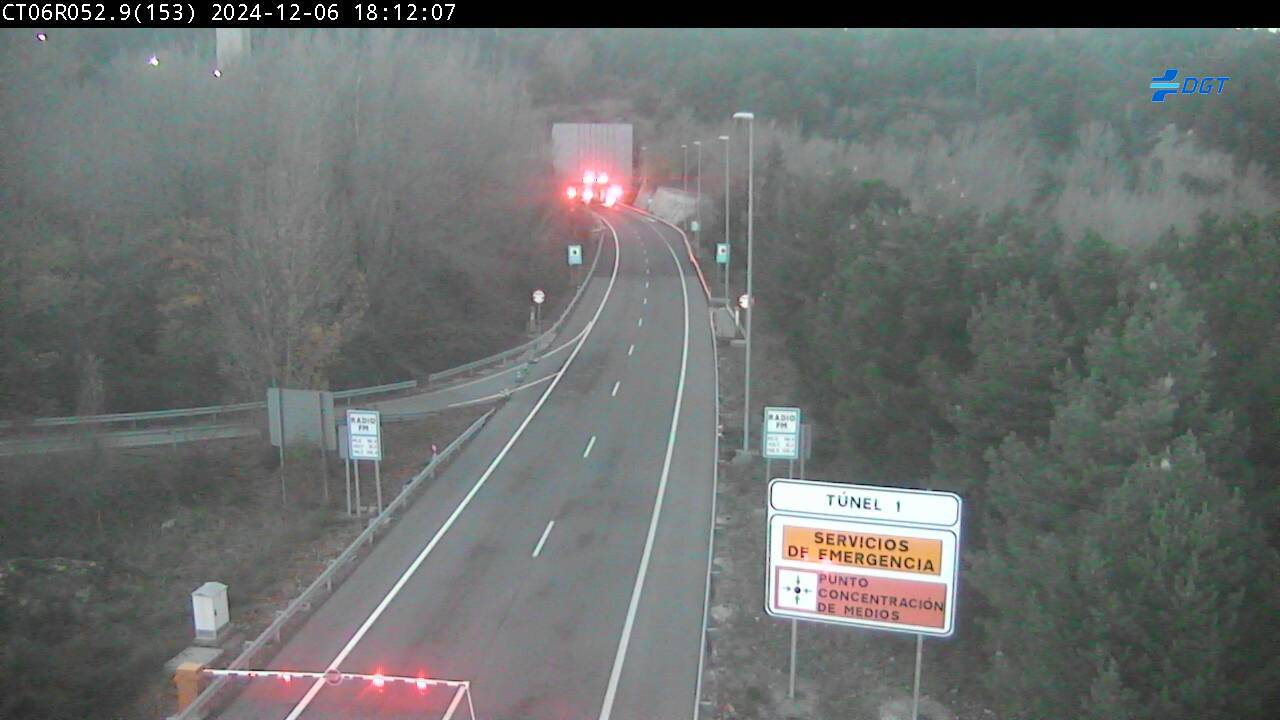 CT06R052.9(153) 2024-12-06 18:12:07
DGT
RADIO
FM
RADIO
FM
TÚNEL 1
SERVICIOS
DE EMERGENCIA
PUNTO
CONCENTRACIÓN
DE MEDIOS